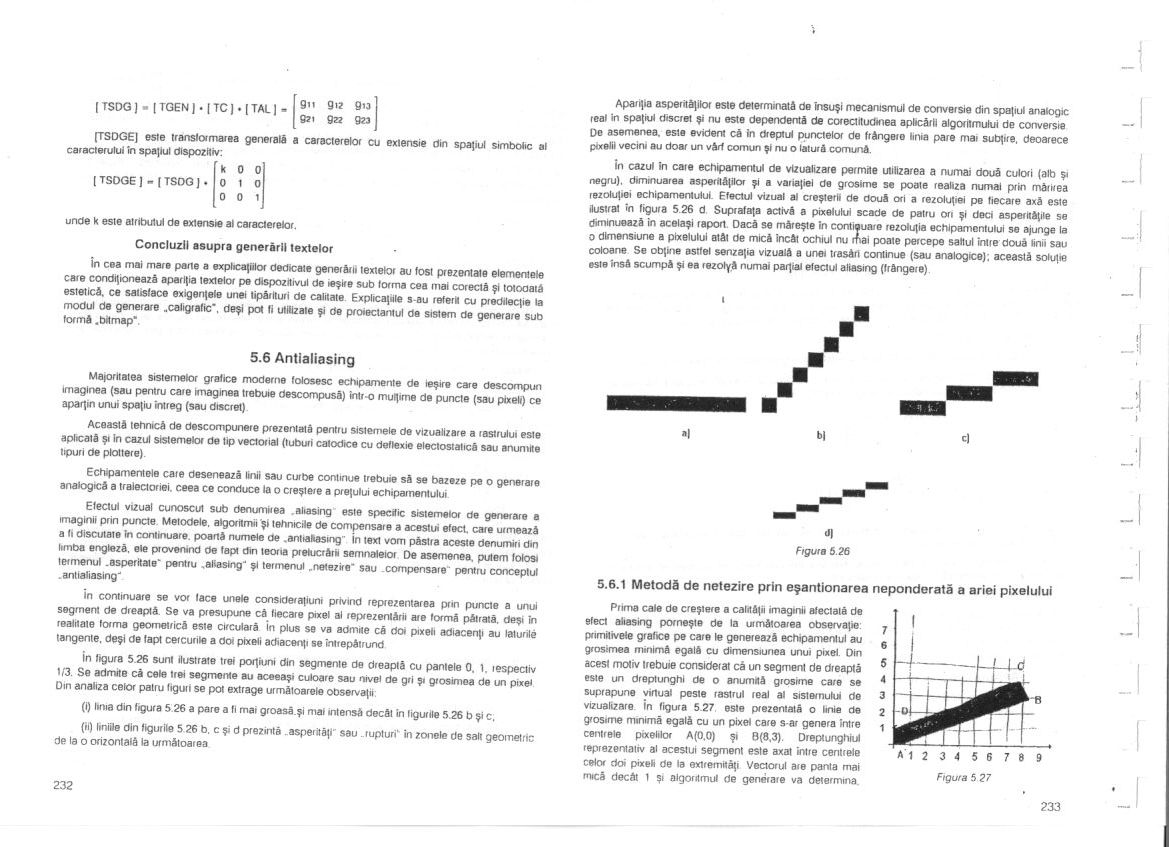 [ TSDG ] = [ TGEN ] • [ TC ] • [ TAL ] = [ g11 g12 g13
g21 g22 g23 ]
[TSDGE] este transformarea generală a caracterelor cu extensie din spaţiul simbolic al
caracterului în spaţiul dispozitiv:
k 0 0
[ TSDGE ] = [ TSDG ] • 0 1 0
0 0 1
unde k este atributul de extensie al caracterelor.
Concluzii asupra generării textelor
În cea mai mare parte a explicaţiilor dedicate generării textelor au fost prezentate elementele
care condiţionează apariţia textelor pe dispozitivul de ieşire sub forma cea mai corectă şi totodată
estetică, ce satisface exigenţele unei tipărituri de calitate. Explicaţiile s-au referit cu predilecţie la
modul de generare „caligrafic", deşi pot fi utilizate şi de proiectantul de sistem de generare sub
formă „bitmap".
5.6 Antialiasing
Majoritatea sistemelor grafice moderne folosesc echipamente de ieşire care descompun
imaginea (sau pentru care imaginea trebuie descompusă) într-o mulţime de puncte (sau pixeli) ce
aparţin unui spaţiu întreg (sau discret).
Această tehnică de descompunere prezentată pentru sistemele de vizualizare a rastrului este
aplicată şi în cazul sistemelor de tip vectorial (tuburi catodice cu deflexie electostatică sau anumite
tipuri de plottere).
Echipamentele care desenează linii sau curbe continue trebuie să se bazeze pe o generare
analogică a traiectoriei, ceea ce conduce la o creştere a preţului echipamentului.
Efectul vizual cunoscut sub denumirea „aliasing" este specific sistemelor de generare a
imaginii prin puncte. Metodele, algoritmii şi tehnicile de compensare a acestui efect, care urmează
a fi discutate în continuare, poartă numele de „antialiasing". În text vom păstra aceste denumiri din
limba engleză, ele provenind de fapt din teoria prelucrării semnalelor. De asemenea, putem folosi
termenul „asperitate" pentru „aliasing" şi termenul „netezire" sau „compensare" pentru conceptul
„antialiasing".
În continuare se vor face unele consideraţiuni privind reprezentarea prin puncte a unui
segment de dreaptă. Se va presupune că fiecare pixel al reprezentării are formă pătrată, deşi în
realitate forma geometrică este circulară. În plus se va admite că doi pixeli adiacenţi au laturile
tangente, deşi de fapt cercurile a doi pixeli adiacenţi se întrepătrund.
În figura 5.26 sunt ilustrate trei porţiuni din segmente de dreaptă cu pantele 0, 1, respectiv
1/3. Se admite că cele trei segmente au aceeaşi culoare sau nivel de gri şi grosimea de un pixel.
Din analiza celor patru figuri se pot extrage următoarele observaţii:
(i) linia din figura 5.26 a pare a fi mai groasă şi mai intensă decât în figurile 5.26 b şi c;
(ii) liniile din figurile 5.26 b, c şi d prezintă „asperităţi" sau „rupturi" în zonele de salt geometric
de la o orizontală la următoarea.
232
Apariţia asperităţilor este determinată de însuşi mecanismul de conversie din spaţiul analogic
real în spaţiul discret şi nu este dependentă de corectitudinea aplicării algoritmului de conversie.
De asemenea, este evident că în dreptul punctelor de frângere linia pare mai subţire, deoarece
pixelii vecini au doar un vârf comun şi nu o latură comună.
În cazul în care echipamentul de vizualizare permite utilizarea a numai două culori (alb şi
negru), diminuarea asperităţilor şi a variaţiei de grosime se poate realiza numai prin mărirea
rezoluţiei echipamentului. Efectul vizual al creşterii de două ori a rezoluţiei pe fiecare axă este
ilustrat în figura 5.26 d. Suprafaţa activă a pixelului scade de patru ori şi deci asperităţile se
diminuează în acelaşi raport. Dacă se măreşte în continuare rezoluţia echipamentului se ajunge la
o dimensiune a pixelului atât de mică încât ochiul nu mai poate percepe saltul între două linii sau
coloane. Se obţine astfel senzaţia vizuală a unei trasări continue (sau analogice); această soluţie
este însă scumpă şi ea rezolvă numai parţial efectul aliasing (frângere).
a] b] c]
d]
Figura 5.26
5.6.1 Metodă de netezire prin eşantionarea neponderată a ariei pixelului
Prima cale de creştere a calităţii imaginii afectată de
efect aliasing porneşte de la următoarea observaţie:
primitivele grafice pe care le generează echipamentul au
grosimea minimă egală cu dimensiunea unui pixel. Din
acest motiv trebuie considerat că un segment de dreaptă
este un dreptunghi de o anumită grosime care se
suprapune virtual peste rastrul real al sistemului de
vizualizare. În figura 5.27. este prezentată o linie de
grosime minimă egală cu un pixel care s-ar genera între
centrele pixelilor A(0,0) şi B(8,3). Dreptunghiul
reprezentativ al acestui segment este axat între centrele
celor doi pixeli de la extremităţi. Vectorul are panta mai
mică decât 1 şi algoritmul de generare va determina,
7
6
5
4
3
2
1
D
C
B
A 1 2 3 4 5 6 7 8 9
Figura 5.27
233